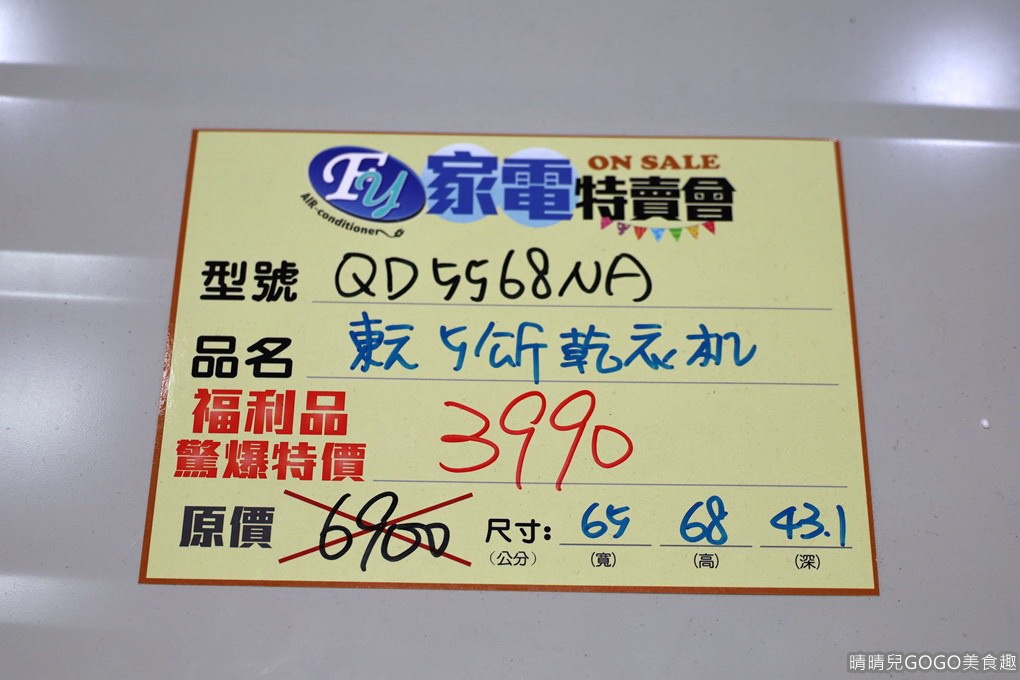 Fy
AIR-conditioner
家電
ON SALE
特賣會
型號 QD5568NA
品名 東元 5公斤 乾衣机
福利品
驚爆特價 3990
原價 6900 尺寸: 65 68 43.1
(公分) (寬) (高) (深)
晴晴兒GOGO美食趣